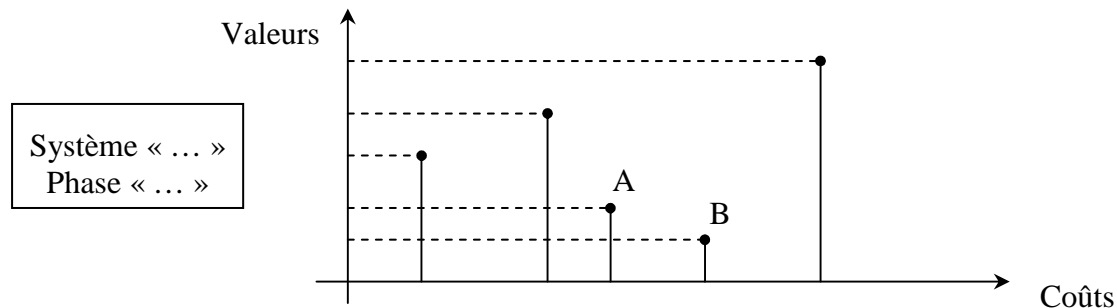 Valeurs
Système « … »
Phase « … »
A
B
Coûts